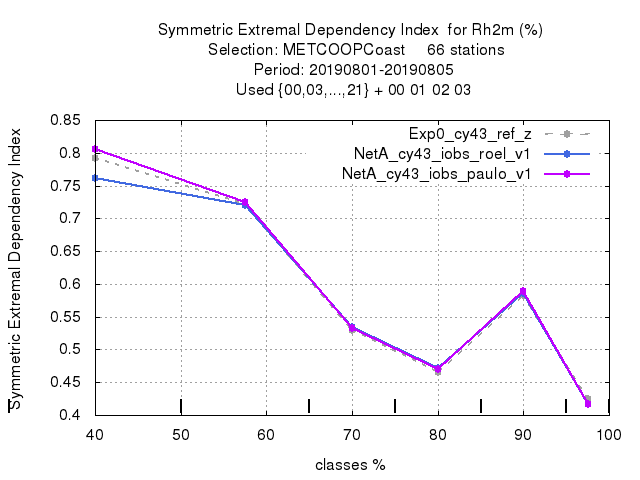 Symmetric Extremal Dependency Index  for Rh2m (%)
Selection: METCOOPCoast     66 stations
Period: 20190801-20190805
Used {00,03,...,21} + 00 01 02 03
Symmetric Extremal Dependency Index
0.85
0.8
0.75
0.7
0.65
0.6
0.55
0.5
0.45
0.4
Exp0_cy43_ref_z
NetA_cy43_iobs_roel_v1
NetA_cy43_iobs_paulo_v1
40 50 60 70 80 90 100
classes %